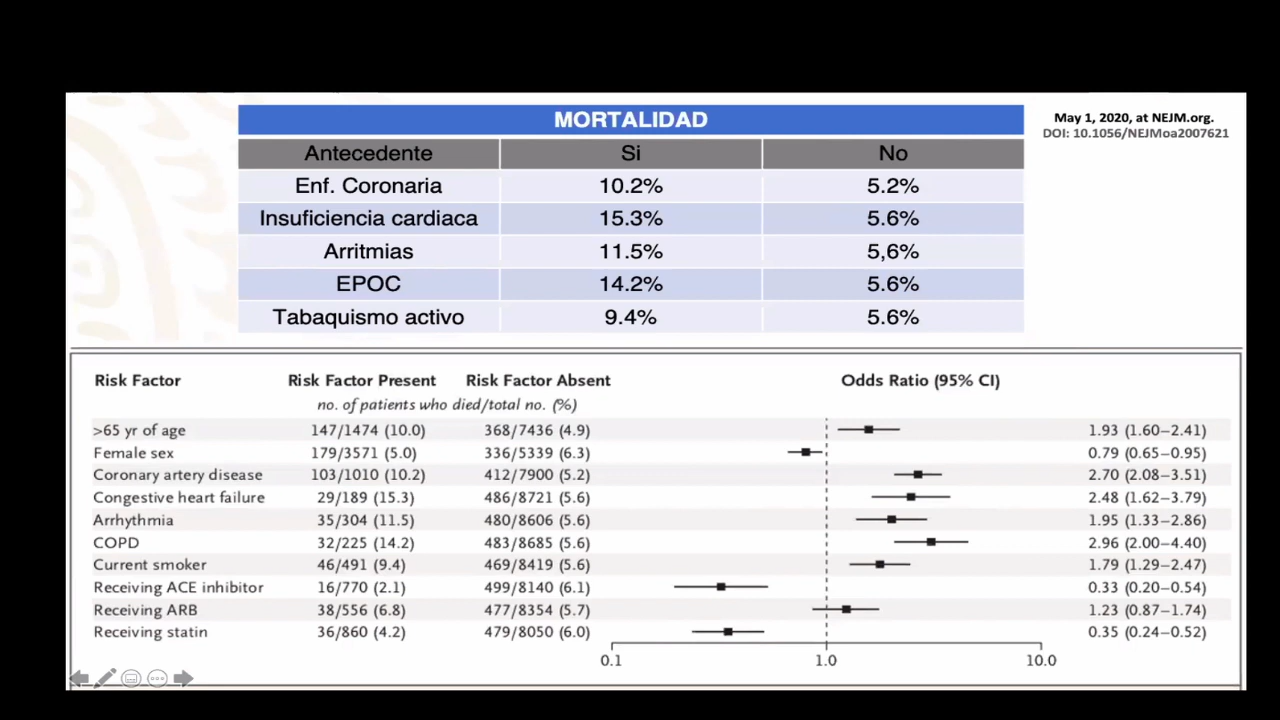 MORTALIDAD
May 1, 2020, at NEJM.org.
DOI: 10.1056/NEJMoa2007621
Antecedente Si No
Enf. Coronaria 10.2% 5.2%
Insuficiencia cardiaca 15.3% 5.6%
Arritmias 11.5% 5,6%
EPOC 14.2% 5.6%
Tabaquismo activo 9.4% 5.6%
Risk Factor Risk Factor Present Risk Factor Absent Odds Ratio (95% CI)
no. of patients who died/total no. (%)
>65 yr of age 147/1474 (10.0) 368/7436 (4.9) 1.93 (1.60–2.41)
Female sex 179/3571 (5.0) 336/5339 (6.3) 0.79 (0.65–0.95)
Coronary artery disease 103/1010 (10.2) 412/7900 (5.2) 2.70 (2.08–3.51)
Congestive heart failure 29/189 (15.3) 486/8721 (5.6) 2.48 (1.62–3.79)
Arrhythmia 35/304 (11.5) 480/8606 (5.6) 1.95 (1.33–2.86)
COPD 32/225 (14.2) 483/8685 (5.6) 2.96 (2.00–4.40)
Current smoker 46/491 (9.4) 469/8419 (5.6) 1.79 (1.29–2.47)
Receiving ACE inhibitor 16/770 (2.1) 499/8140 (6.1) 0.33 (0.20–0.54)
Receiving ARB 38/556 (6.8) 477/8354 (5.7) 1.23 (0.87–1.74)
Receiving statin 36/860 (4.2) 479/8050 (6.0) 0.35 (0.24–0.52)
0.1 1.0 10.0